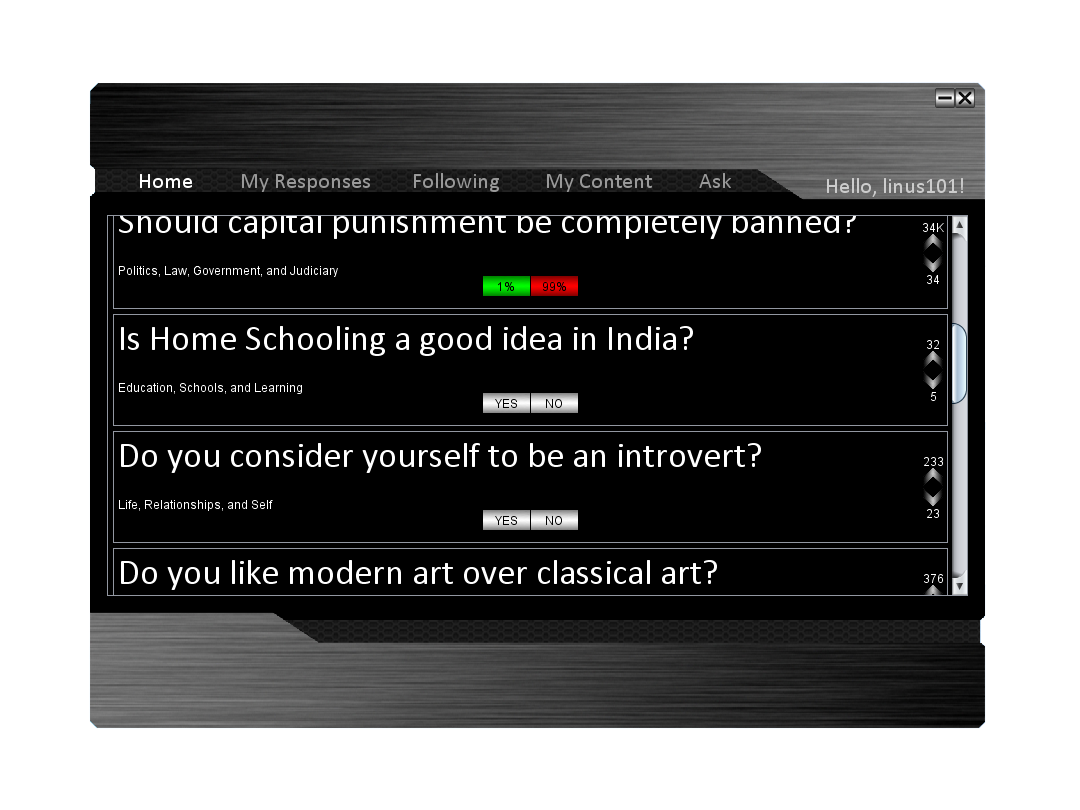 Home My Responses Following My Content Ask Hello, linus101!
Should capital punishment be completely banned?
34K
Politics, Law, Government, and Judiciary
34
1% 99%
Is Home Schooling a good idea in India?
32
Education, Schools, and Learning
5
YES NO
Do you consider yourself to be an introvert?
233
Life, Relationships, and Self
23
YES NO
Do you like modern art over classical art?
376